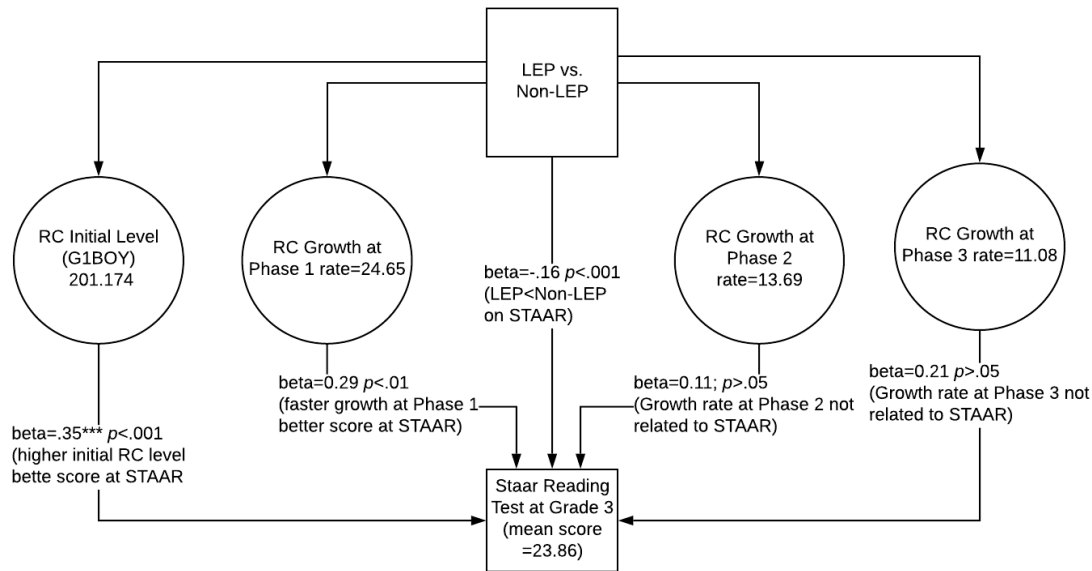 LEP vs.
Non-LEP
RC Initial Level
(G1BOY)
201.174
RC Growth at
Phase 1 rate=24.65
beta=-.16 p<.001
(LEP<Non-LEP
on STAAR)
RC Growth at
Phase 2
rate=13.69
RC Growth at
Phase 3 rate=11.08
beta=.35*** p<.001
(higher initial RC level
bette score at STAAR
beta=0.29 p<.01
(faster growth at Phase 1
better score at STAAR)
beta=0.11; p>.05
(Growth rate at Phase 2 not
related to STAAR)
beta=0.21 p>.05
(Growth rate at Phase 3 not
related to STAAR)
Staar Reading
Test at Grade 3
(mean score
=23.86)